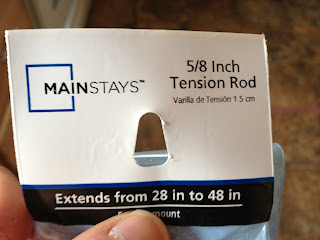 MAINSTAYS™
5/8 Inch
Tension Rod
Varilla de Tensión 1.5 cm
Extends from 28 in to 48 in
mount